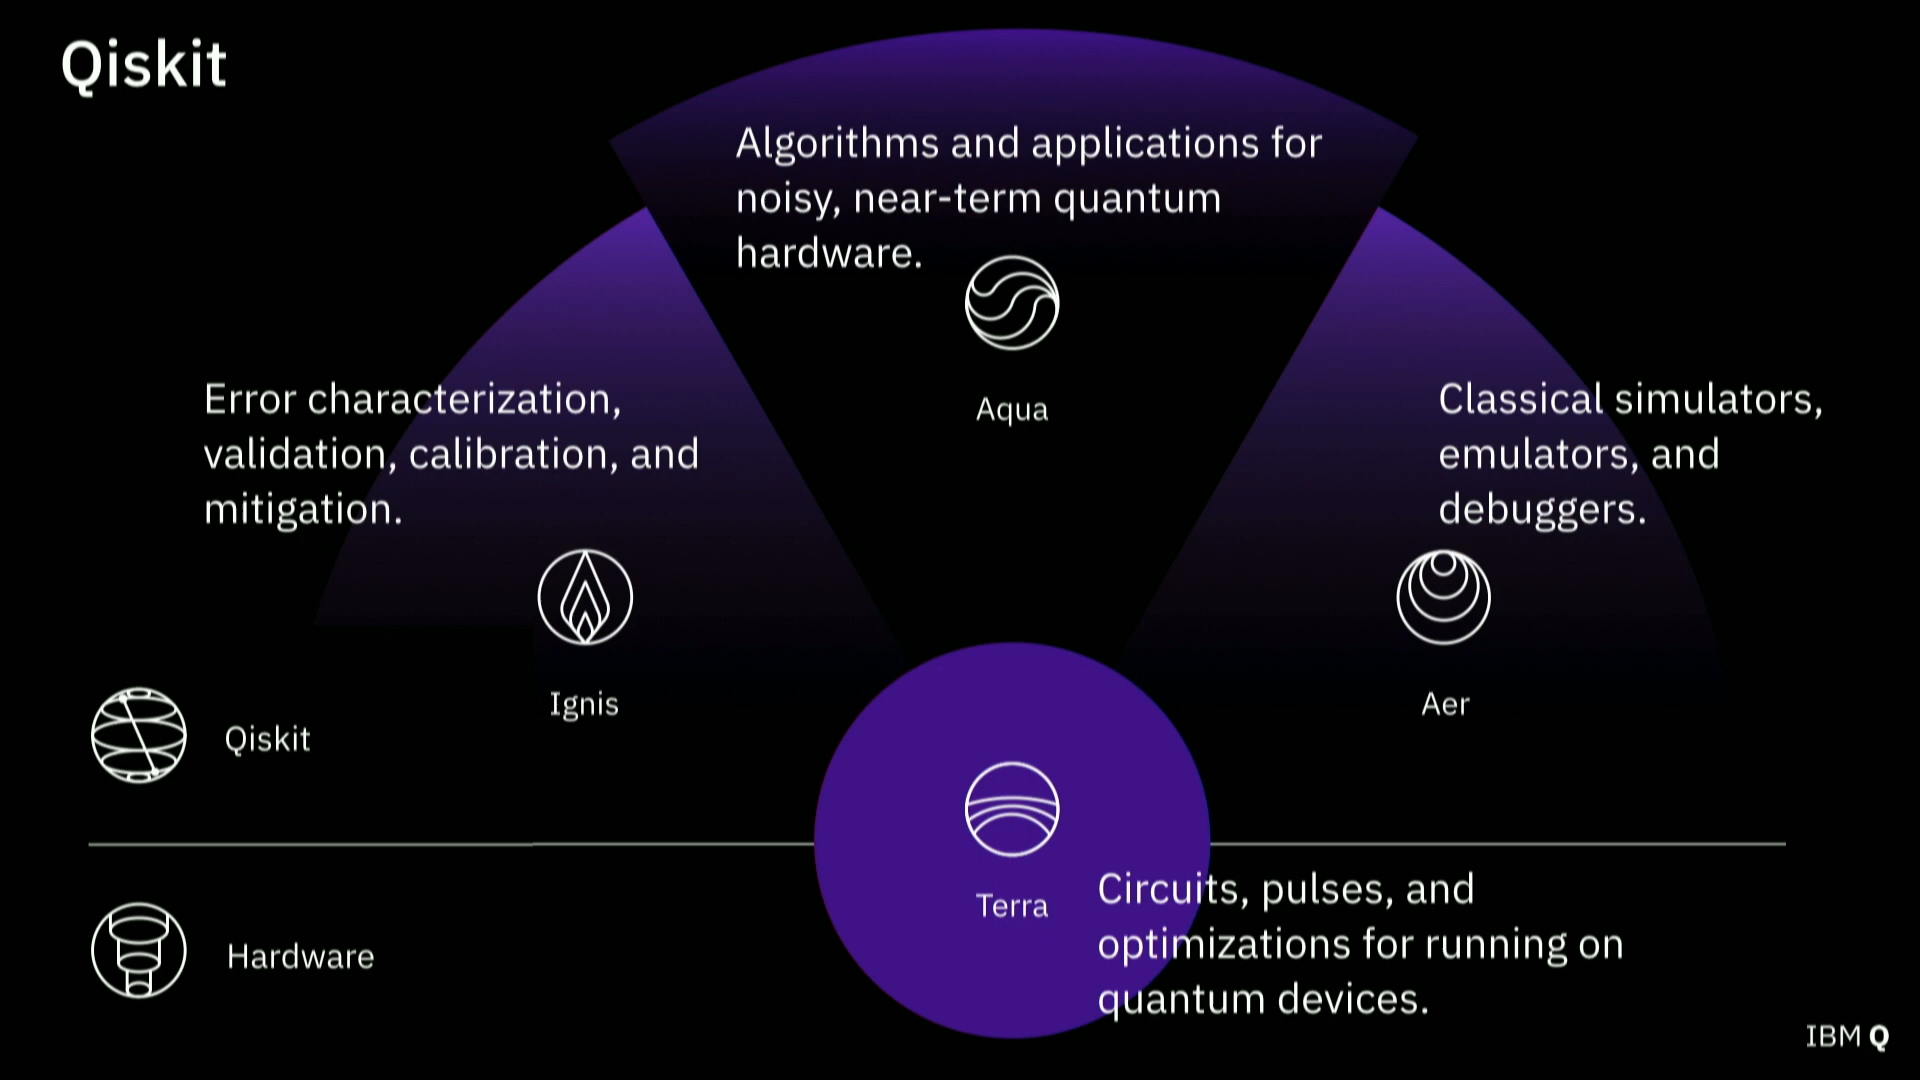 Qiskit
Algorithms and applications for
noisy, near-term quantum
hardware.
Aqua
Error characterization,
validation, calibration, and
mitigation.
Ignis
Classical simulators,
emulators, and
debuggers.
Aer
Qiskit
Terra
Circuits, pulses, and
optimizations for running on
quantum devices.
Hardware
IBM Q